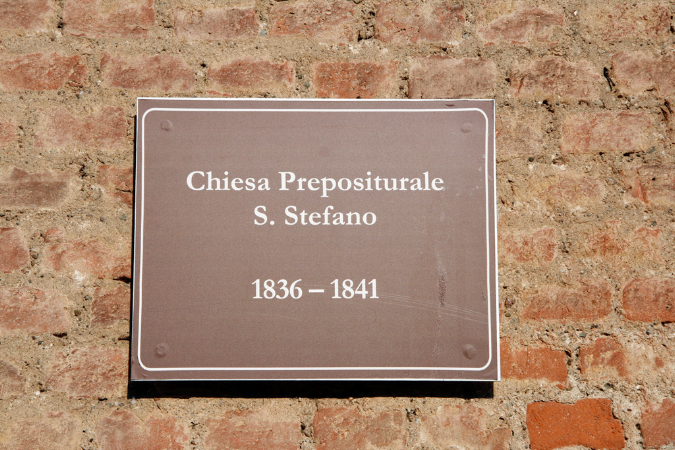 Chiesa Prepositurale
S. Stefano
1836 – 1841